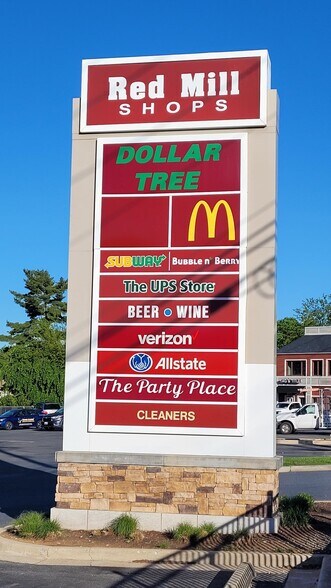 Red Mill
SHOPS
DOLLAR
TREE
SUBWAY
BUBBLE N' BERRY
The UPS Store
BEER WINE
verizon
Allstate
The Party Place
CLEANERS